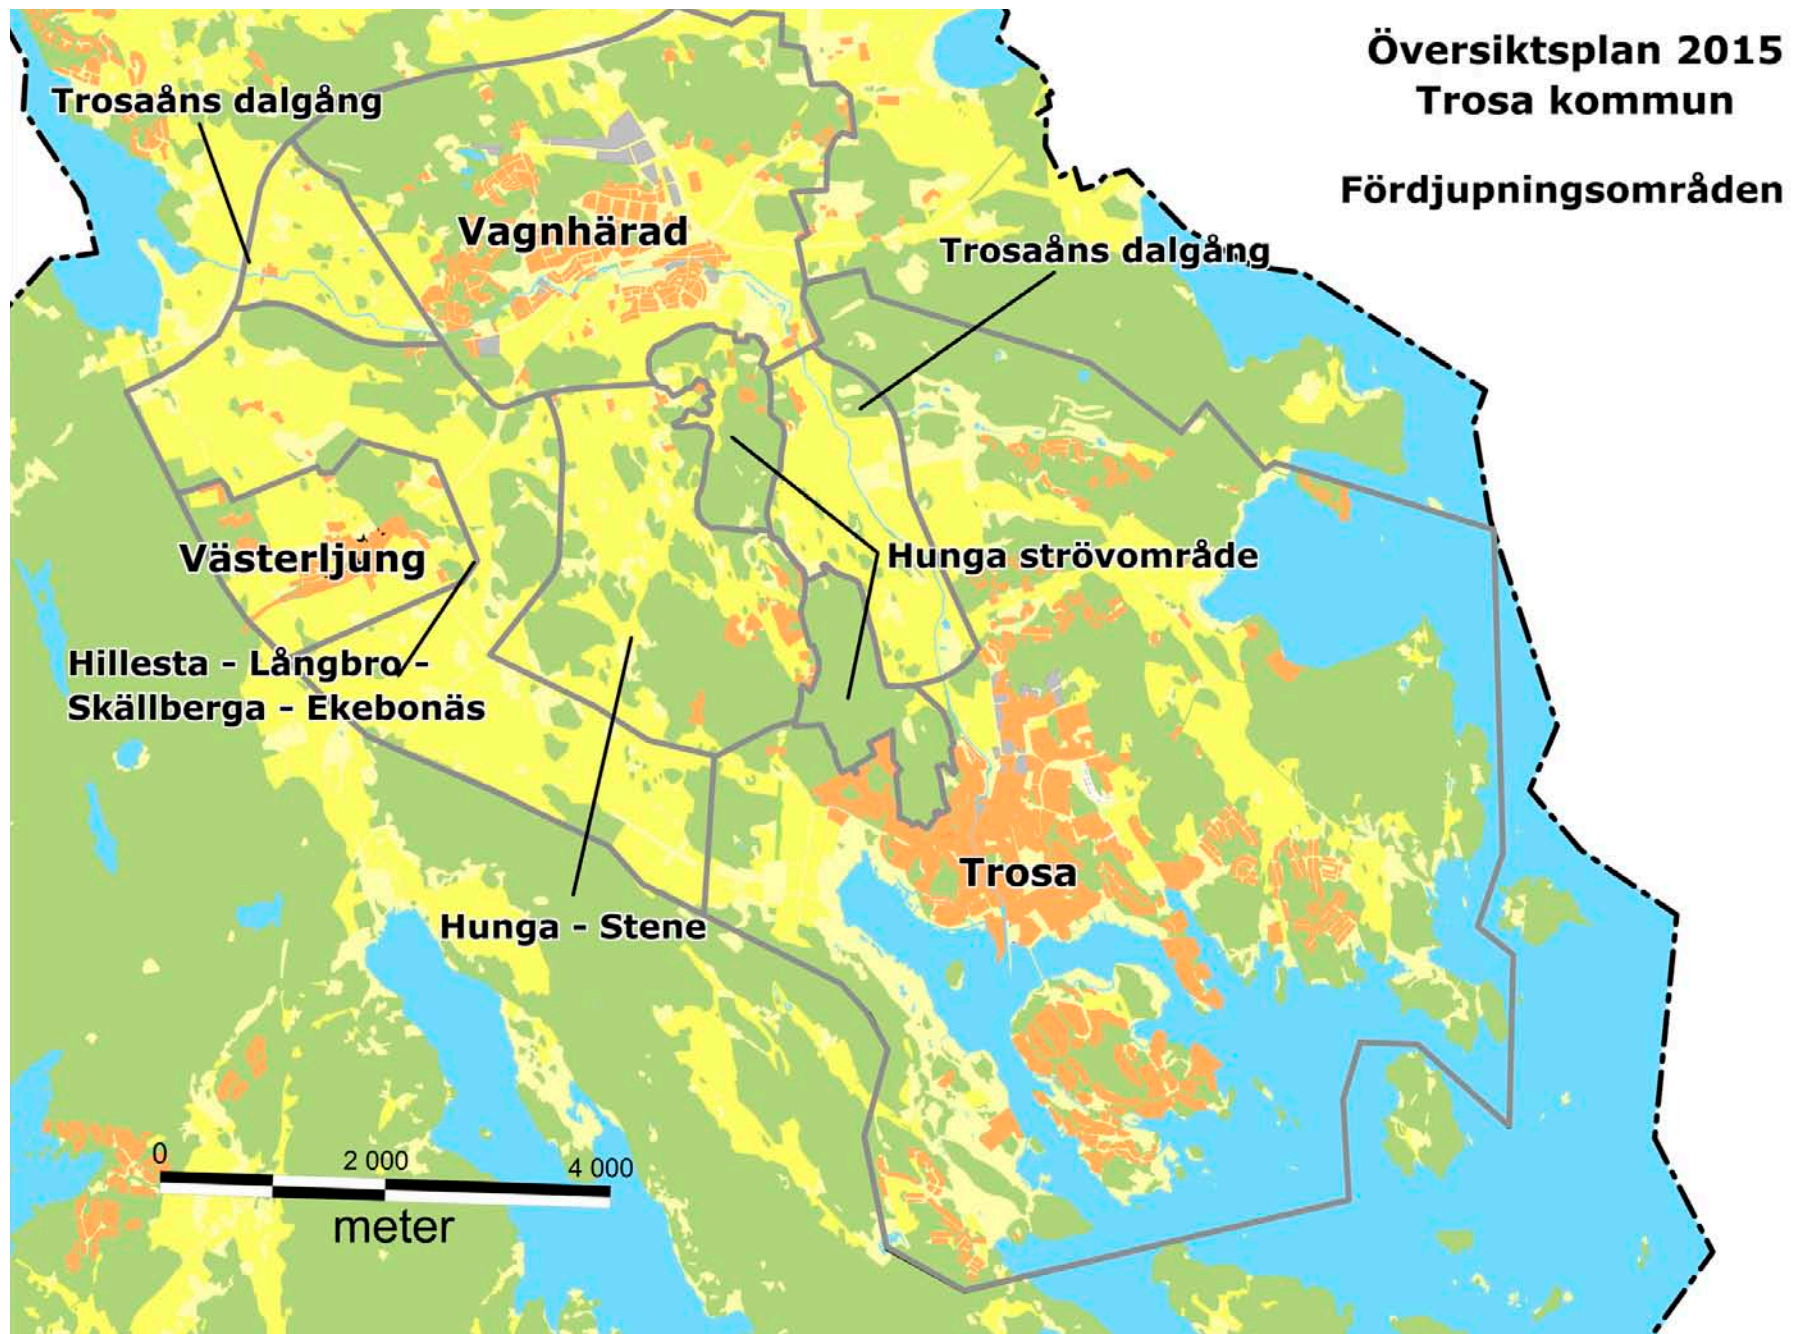 Översiktsplan 2015
Trosa kommun
Fördjupningsområden
Trosaåns dalgång
Vagnhärad
Trosaåns dalgång
Västerljung
Hunga strövområde
Hillesta - Långbro -
Skällberga - Ekebonäs
Trosa
Hunga - Stene
0 2 000 4 000
meter